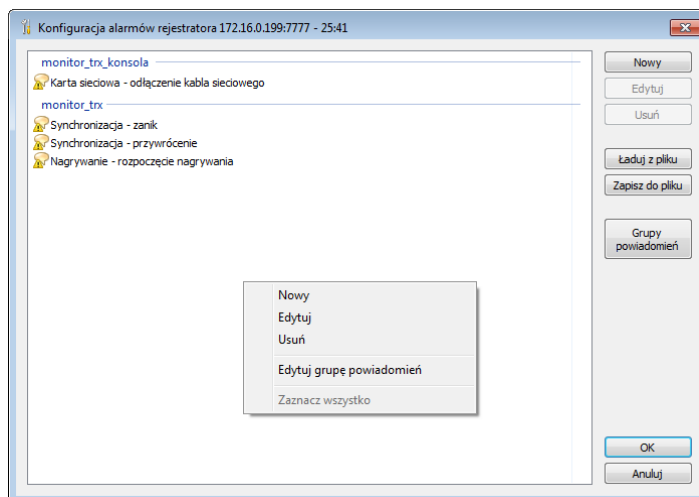 Konfiguracja alarmów rejestratora 172.16.0.199:7777 - 25:41
monitor_trx_konsola
Karta sieciowa - odłączenie kabla sieciowego
monitor_trx
Synchronizacja - zanik
Synchronizacja - przywrócenie
Nagrywanie - rozpoczęcie nagrywania
Nowy
Edytuj
Usuń
Edytuj grupę powiadomień
Zaznacz wszystko
Nowy
Edytuj
Usuń
Ładuj z pliku
Zapisz do pliku
Grupy
powiadomień
OK
Anuluj